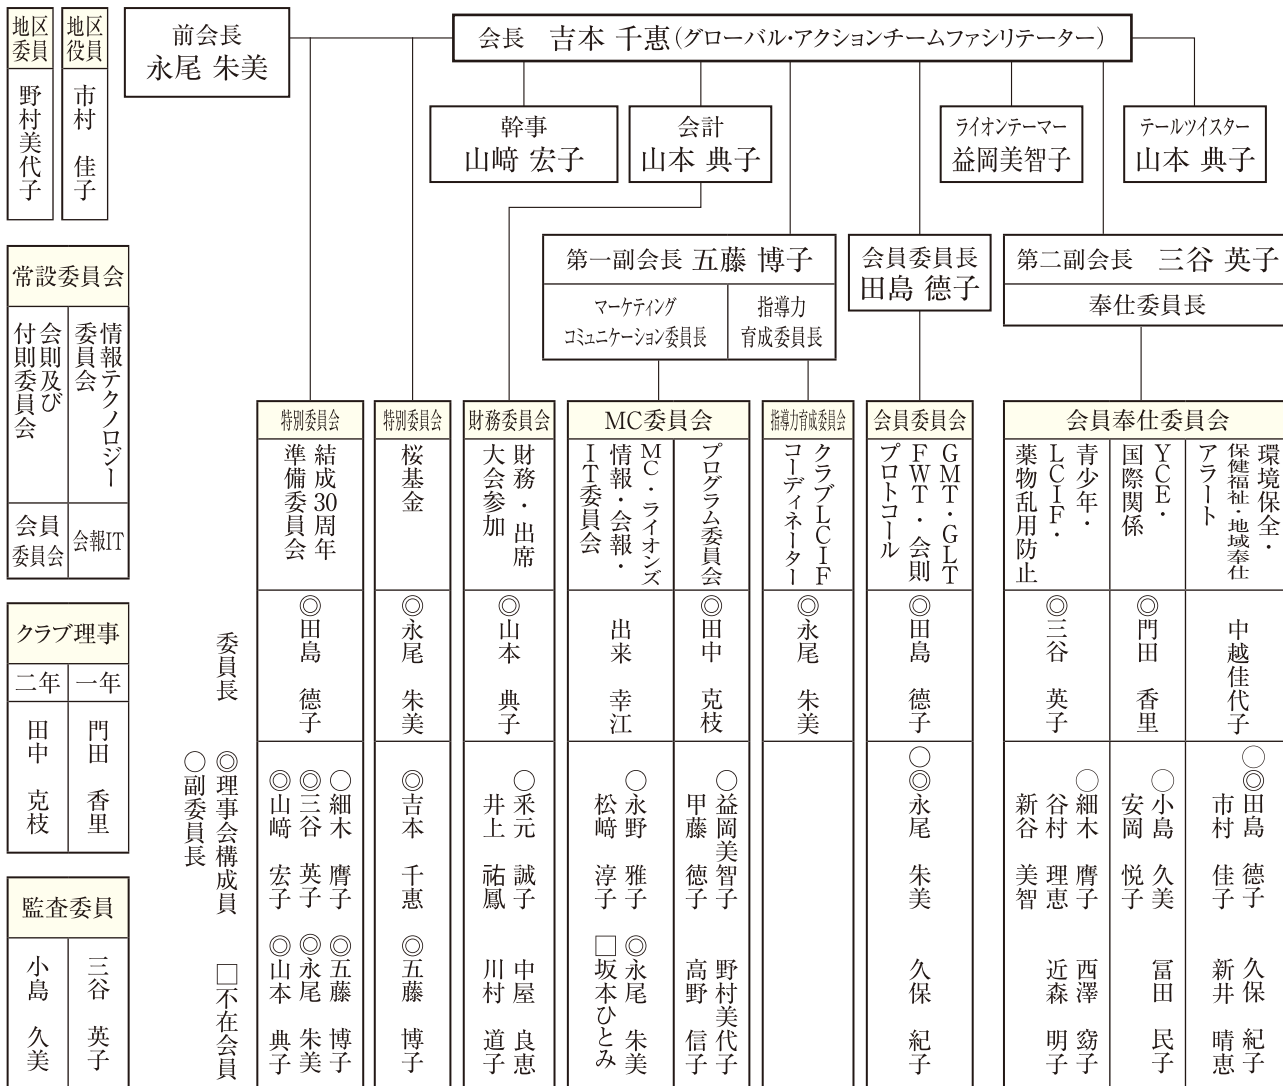 地区
委員
野村美代子
地区
役員
市村 佳子
前会長
永尾 朱美
会長 吉本 千惠(グローバル・アクションチームファシリテーター)
幹事
山﨑 宏子
会計
山本 典子
ライオンテーマー
益岡美智子
テールツイスター
山本 典子
第一副会長 五藤 博子
マーケティング
コミュニケーション委員長
指導力
育成委員長
会員委員長
田島 德子
第二副会長 三谷 英子
奉仕委員長
常設委員会
情報テクノロジー
委員会
会報IT
会則及び
付則委員会
会員
委員会
クラブ理事
一年
門田 香里
二年
田中 克枝
監査委員
三谷 英子
小島 久美
委員長
◎理事会構成員 □不在会員
○副委員長
特別委員会
結成30周年
準備委員会
◎田島 德子
○細木 膺子 ◎五藤 博子
◎三谷 英子 ◎永尾 朱美
◎山﨑 宏子 ◎山本 典子
特別委員会
桜基金
◎永尾 朱美
◎吉本 千惠 ◎五藤 博子
財務委員会
財務・出席
大会参加
◎山本 典子
○釆元 誠子 中屋 良恵
井上 祐鳳 川村 道子
MC委員会
MC・ライオンズ
情報・会報・
IT委員会
出来 幸江
○永野 雅子 ◎永尾 朱美
松﨑 淳子 □坂本ひとみ
プログラム委員会
◎田中 克枝
○益岡美智子 野村美代子
甲藤 徳子 高野 信子
指導力育成委員会
クラブLCIF
コーディネーター
◎永尾 朱美
会員委員会
GMT・GLT
FWT・会則
プロトコール
◎田島 德子
○◎永尾 朱美 久保 紀子
会員奉仕委員会
環境保全・
保健福祉・地域奉仕
アラート
中越佳代子
○◎田島 德子 久保 紀子
市村 佳子 新井 晴恵
YCE・
国際関係
◎門田 香里
○小島 久美 冨田 民子
安岡 悦子
青少年・
LCIF・
薬物乱用防止
◎三谷 英子
○細木 膺子 西澤 窈子
谷村 理恵 近森 明子
新谷 美智